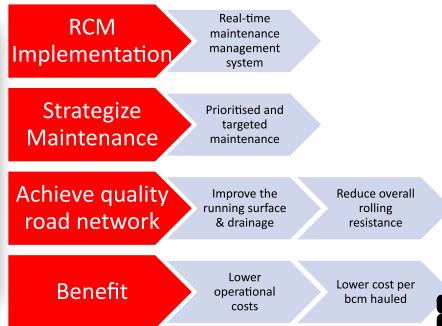 RCM
Implementation
Real-time
maintenance
management
system
Strategize
Maintenance
Prioritised and
targeted
maintenance
Achieve quality
road network
Improve the
running surface
& drainage
Reduce overall
rolling
resistance
Benefit
Lower
operational
costs
Lower cost per
bcm hauled